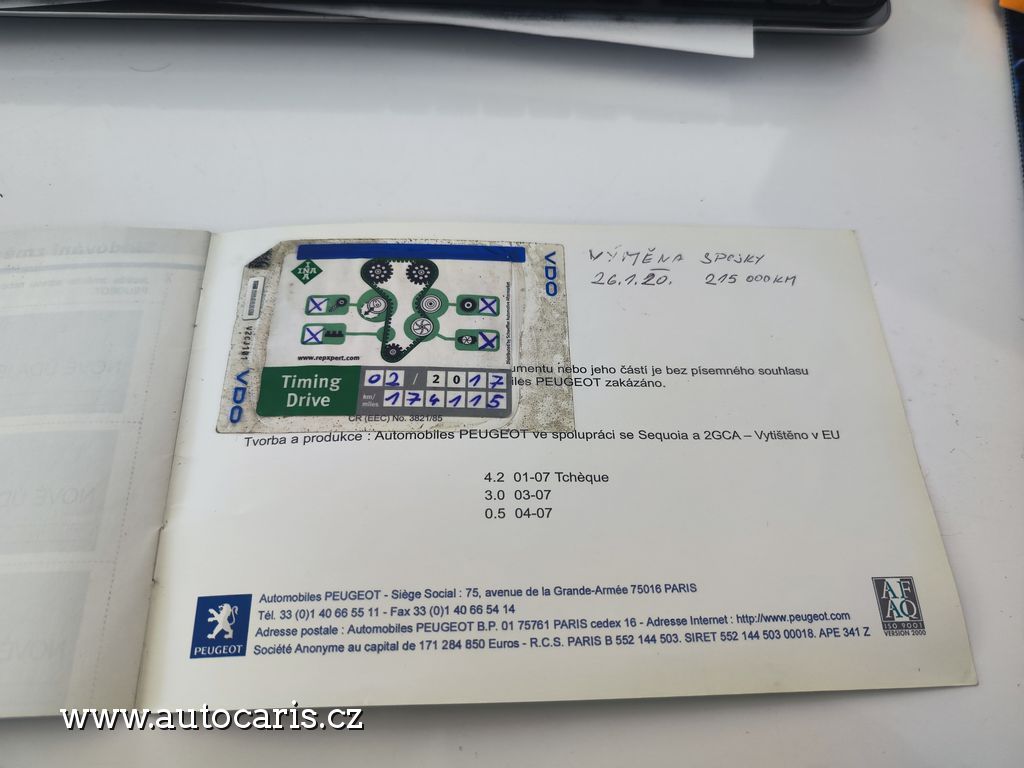 VÝMĚNA SPOJKY
26.1.20. 215 000KM
VDO
INA
www.repxpert.com
Timing
Drive
02 / 2017
km/
miles
174115
VDO
umentu nebo jeho částí je bez písemného souhlasu
iles PEUGEOT zakázáno.
CR (EEC) No. 3821/85
Tvorba a produkce : Automobiles PEUGEOT ve spolupráci se Sequoia a 2GCA – Vytištěno v EU
4.2 01-07 Tchèque
3.0 03-07
0.5 04-07
PEUGEOT
Automobiles PEUGEOT - Siège Social : 75, avenue de la Grande-Armée 75016 PARIS
Tél. 33 (0)1 40 66 55 11 - Fax 33 (0)1 40 66 54 14
Adresse postale : Automobiles PEUGEOT B.P. 01 75761 PARIS cedex 16 - Adresse Internet : http://www.peugeot.com
Société Anonyme au capital de 171 284 850 Euros - R.C.S. PARIS B 552 144 503. SIRET 552 144 503 00018. APE 341 Z
AF
AQ
ISO 9001
VERSION 2000
www.autocaris.cz